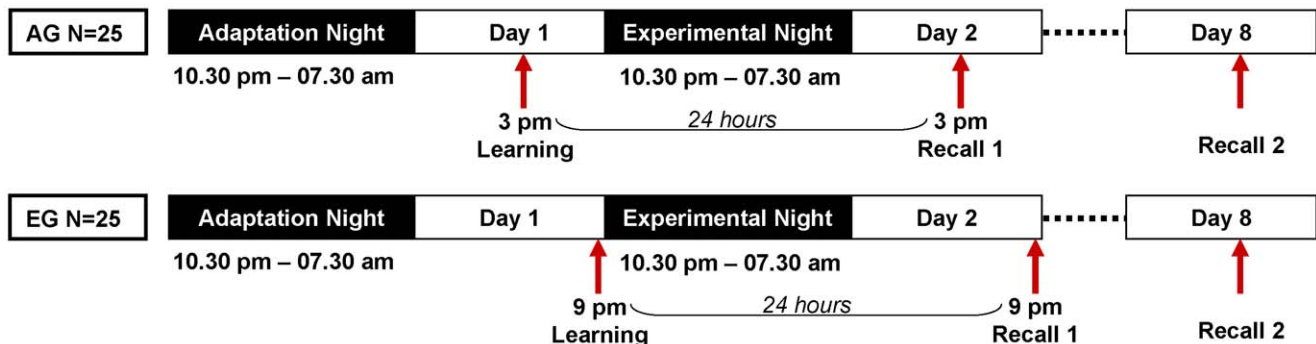 AG N=25 Adaptation Night Day 1 Experimental Night Day 2 Day 8
10.30 pm – 07.30 am 10.30 pm – 07.30 am
3 pm 24 hours 3 pm
Learning Recall 1 Recall 2
EG N=25 Adaptation Night Day 1 Experimental Night Day 2 Day 8
10.30 pm – 07.30 am 10.30 pm – 07.30 am
9 pm 24 hours 9 pm
Learning Recall 1 Recall 2